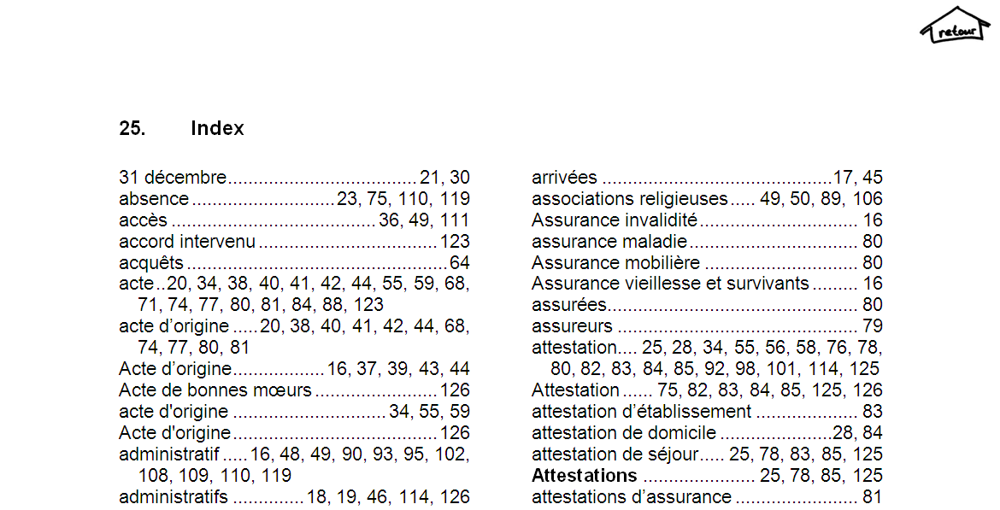 retour
25. Index
31 décembre..................................... 21, 30
absence............................23, 75, 110, 119
accès ........................................ 36, 49, 111
accord intervenu................................... 123
acquêts ................................................... 64
acte..20, 34, 38, 40, 41, 42, 44, 55, 59, 68,
71, 74, 77, 80, 81, 84, 88, 123
acte d’origine .....20, 38, 40, 41, 42, 44, 68,
74, 77, 80, 81
Acte d’origine.................. 16, 37, 39, 43, 44
Acte de bonnes mœurs........................ 126
acte d'origine .............................. 34, 55, 59
Acte d'origine........................................ 126
administratif .....16, 48, 49, 90, 93, 95, 102,
108, 109, 110, 119
administratifs ..............18, 19, 46, 114, 126
arrivées .............................................17, 45
associations religieuses..... 49, 50, 89, 106
Assurance invalidité............................... 16
assurance maladie................................. 80
Assurance mobilière .............................. 80
Assurance vieillesse et survivants ......... 16
assurées................................................. 80
assureurs ............................................... 79
attestation.... 25, 28, 34, 55, 56, 58, 76, 78,
80, 82, 83, 84, 85, 92, 98, 101, 114, 125
Attestation...... 75, 82, 83, 84, 85, 125, 126
attestation d’établissement .................... 83
attestation de domicile ......................28, 84
attestation de séjour..... 25, 78, 83, 85, 125
Attestations ...................... 25, 78, 85, 125
attestations d’assurance ........................ 81